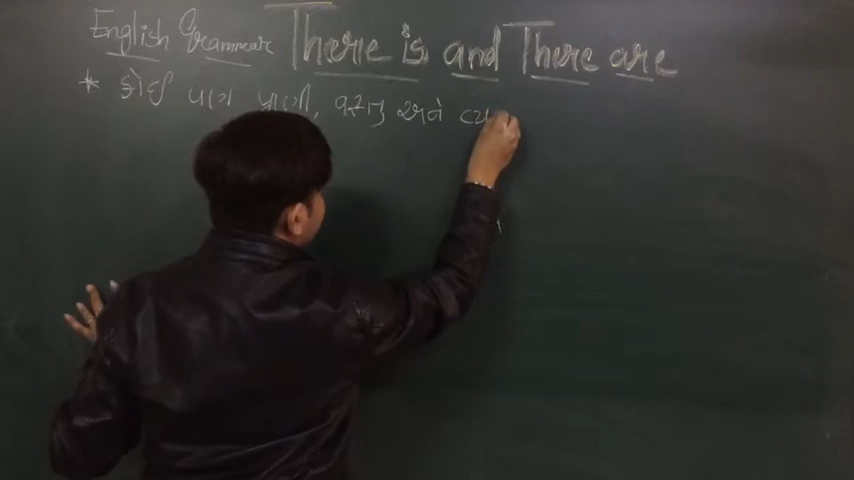 English Grammar There is and There are
* કોઈ પણ પ્રાણી, વસ્તુ અને વ્ય